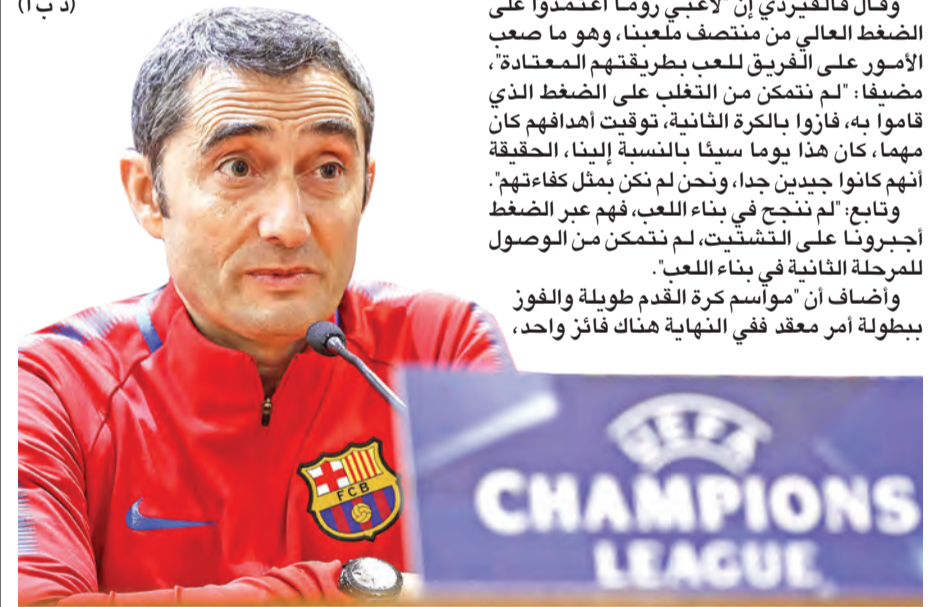 (د ب أ)
وقال فالفيردي إن "لاعبي روما اعتمدوا على
الضغط العالي من منتصف ملعبنا، وهو ما صعب
الأمور على الفريق للعب بطريقتهم المعتادة"،
مضيفا: "لم نتمكن من التغلب على الضغط الذي
قاموا به، فازوا بالكرة الثانية، توقيت أهدافهم كان
مهما، كان هذا يوما سيئا بالنسبة إلينا، الحقيقة
أنهم كانوا جيدين جدا، ونحن لم نكن بمثل كفاءتهم".
وتابع: "لم ننجح في بناء اللعب، فهم عبر الضغط
أجبرونا على التشتيت، لم نتمكن من الوصول
للمرحلة الثانية في بناء اللعب".
وأضاف أن "مواسم كرة القدم طويلة والفوز
ببطولة أمر معقد ففي النهاية هناك فائز واحد،
FCB
UEFA
CHAMPIONS
LEAGUE